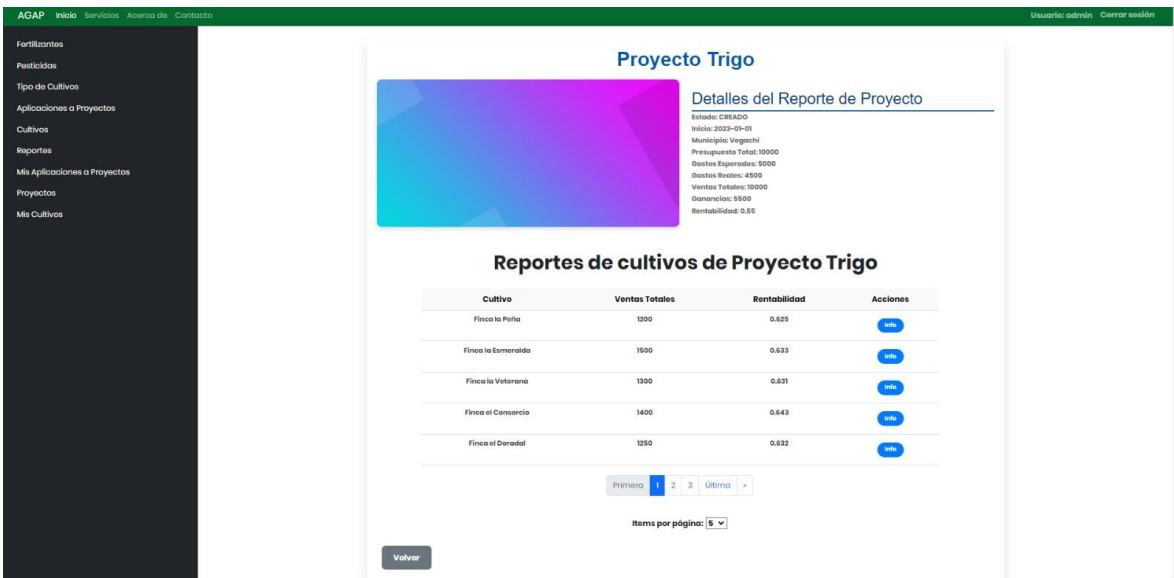 AGAP Inicio Servicios Acerca de Contacto Usuario: admin Cerrar sesión
Fertilizantes
Pesticidas
Tipo de Cultivos
Aplicaciones a Proyectos
Cultivos
Reportes
Mis Aplicaciones a Proyectos
Proyectos
Mis Cultivos
Proyecto Trigo
Detalles del Reporte de Proyecto
Estado: CREADO
Inicio: 2023-01-01
Municipio: Vegachí
Presupuesto Total: 10000
Gastos Esperados: 5000
Gastos Reales: 4500
Ventas Totales: 10000
Ganancias: 5500
Rentabilidad: 0.55
Reportes de cultivos de Proyecto Trigo
Cultivo Ventas Totales Rentabilidad Acciones
Finca la Peña 1200 0.625 Info
Finca la Esmeralda 1500 0.633 Info
Finca la Veterana 1300 0.631 Info
Finca el Consorcio 1400 0.643 Info
Finca el Doradal 1250 0.632 Info
Primera 1 2 3 Última »
Items por página: 5
Volver